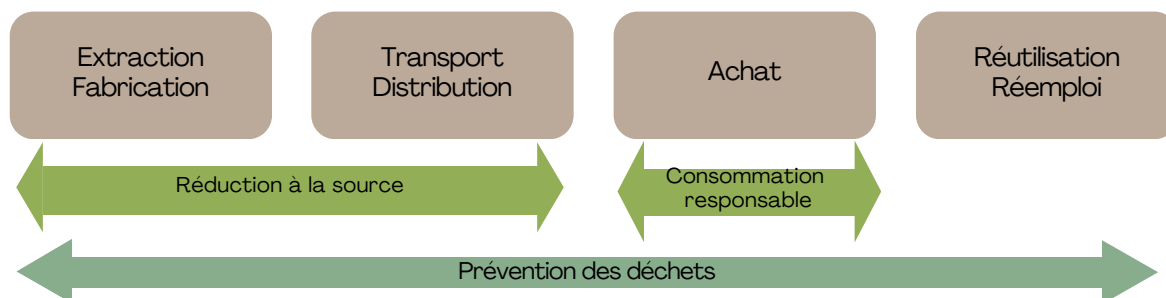 Extraction
Fabrication
Transport
Distribution
Achat
Réutilisation
Réemploi
Réduction à la source
Consommation
responsable
Prévention des déchets